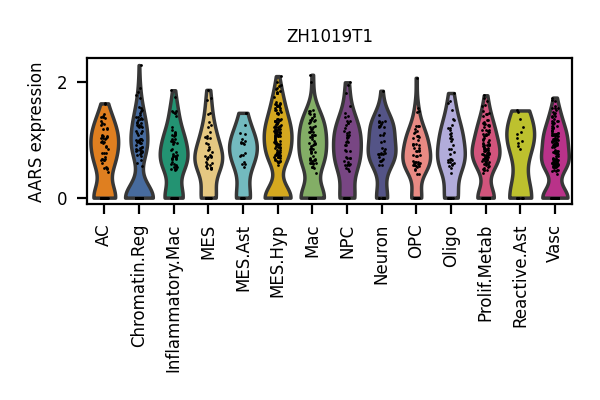 ZH1019T1
AARS expression
2
0
AC
Chromatin.Reg
Inflammatory.Mac
MES
MES.Ast
MES.Hyp
Mac
NPC
Neuron
OPC
Oligo
Prolif.Metab
Reactive.Ast
Vasc